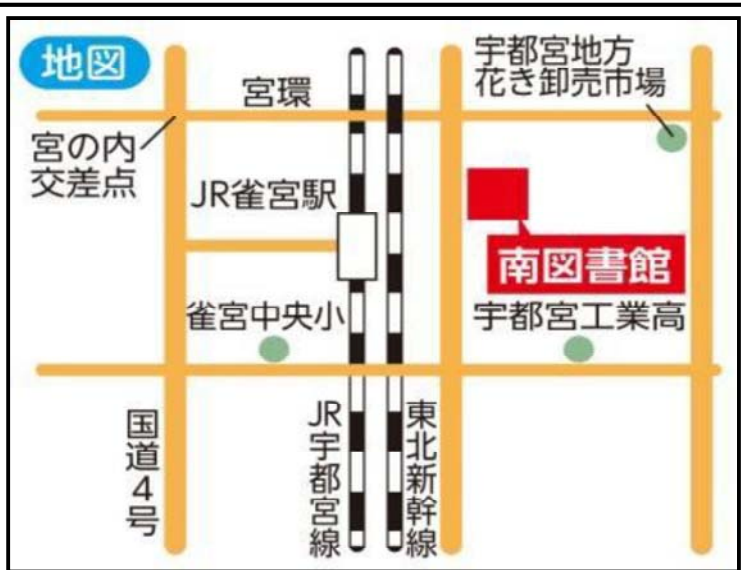 地図
宮環
宇都宮地方
花き卸売市場
宮の内
交差点
JR雀宮駅
南図書館
雀宮中央小
宇都宮工業高
国道4号
JR宇都宮線
東北新幹線